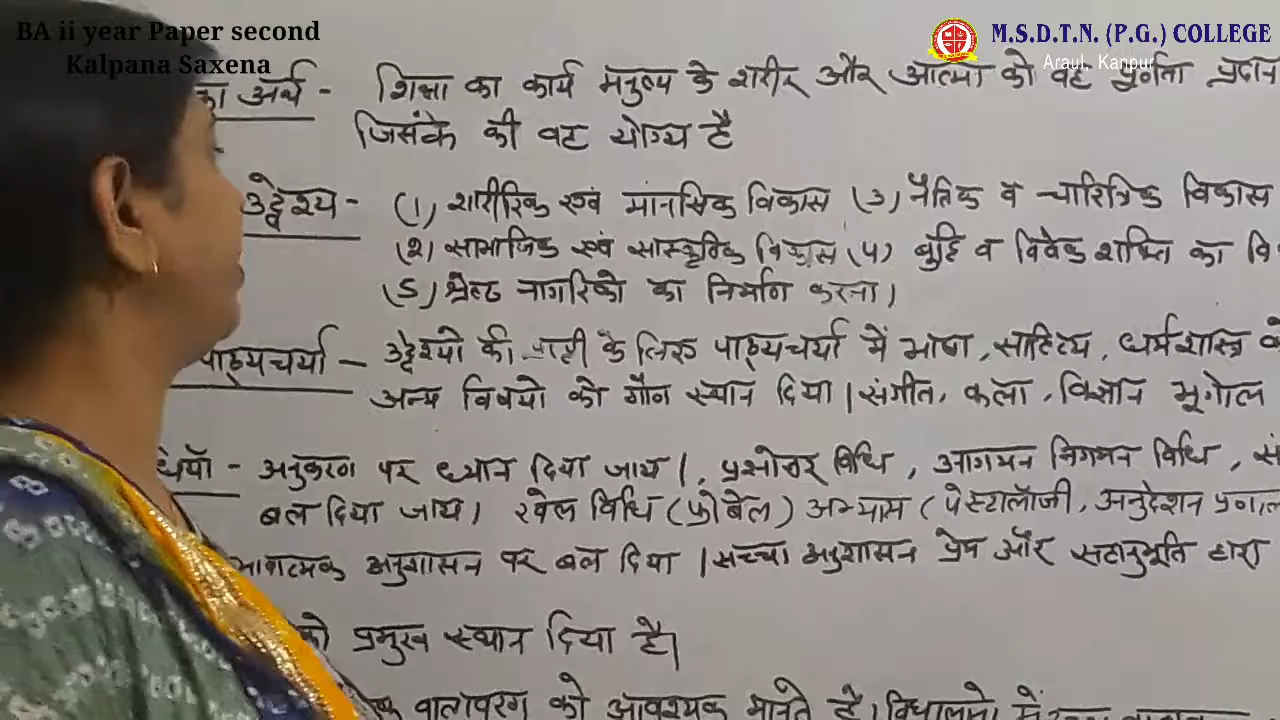 BA ii year Paper second
Kalpana Saxena
M.S.D.T.N. (P.G.) COLLEGE
Araul, Kanpur
का अर्थ - शिक्षा का कार्य मनुष्य के शरीर और आत्मा को वह पूर्णता प्रदान
जिसके की वह योग्य है
उद्देश्य - (1) शारीरिक एवं मानसिक विकास (3) नैतिक व चारित्रिक विकास
(2) सामाजिक एवं सांस्कृतिक विकास (4) बुद्धि व विवेक शक्ति का वि
(5) श्रेष्ठ नागरिको का निर्माण करना।
पाठ्यचर्या - उद्देश्यो की प्राप्ती के लिए पाठ्यचर्या में भाषा, साहित्य, धर्मशास्त्र
अन्य विषयो को गौण स्थान दिया। संगीत, कला, विज्ञान भूगोल
अनुकरण पर ध्यान दिया जाय।, प्रश्नोत्तर विधि, आगमन निगमन विधि,
बल दिया जाय। खेल विधि (फ्रोबेल) अभ्यास (पेस्टालॉजी, अनुदेशन
अनुशासन पर बल दिया। सच्चा अनुशासन प्रेम और सहानुभूति द्वारा
को प्रमुख स्थान दिया है।
वातावरण को आवश्यक मानते है। विद्यालयो में